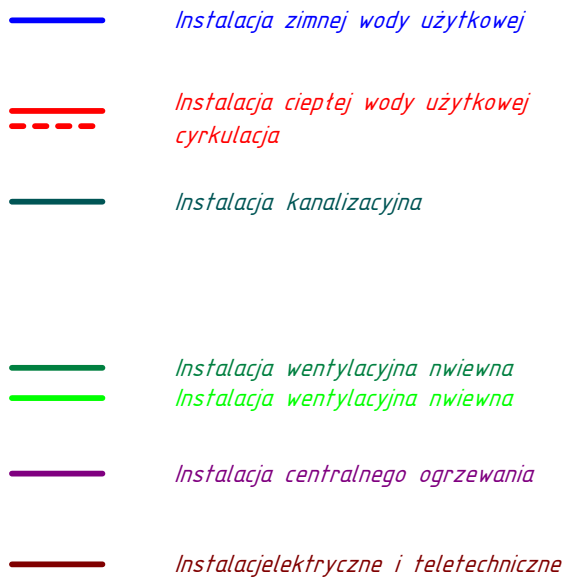 Instalacja zimnej wody użytkowej
Instalacja ciepłej wody użytkowej
cyrkulacja
Instalacja kanalizacyjna
Instalacja wentylacyjna nwiewna
Instalacja wentylacyjna nwiewna
Instalacja centralnego ogrzewania
Instalacjelektryczne i teletechniczne